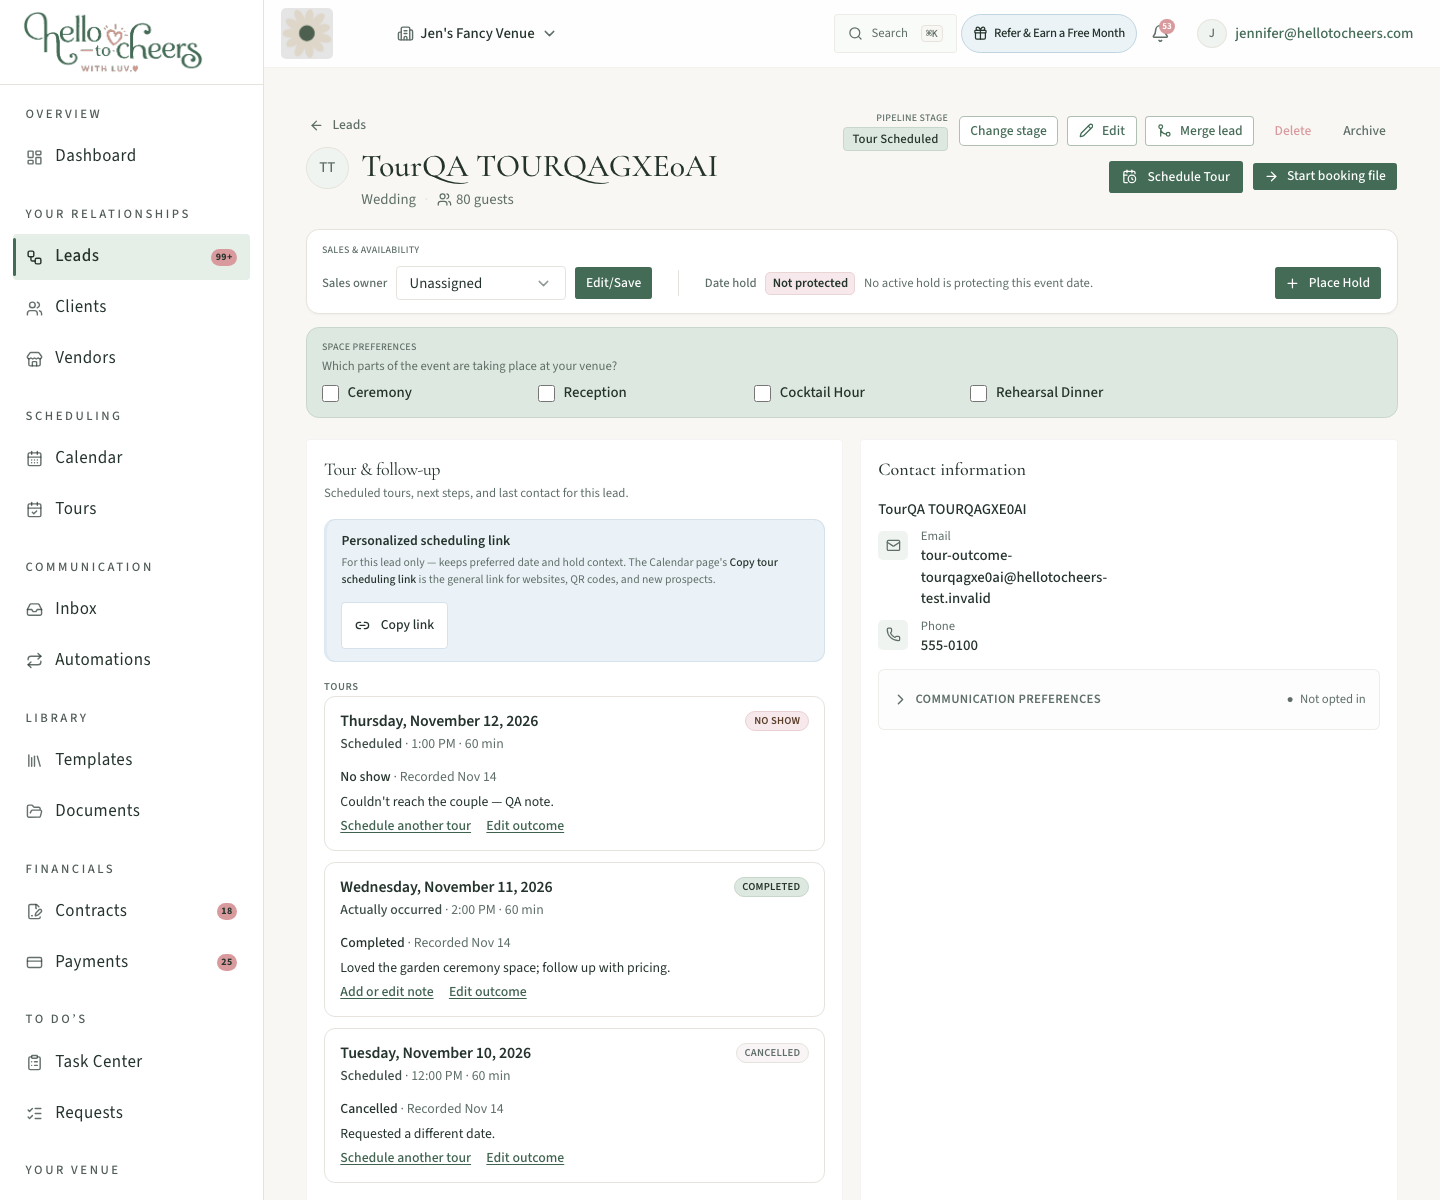 hello
to cheers
WITH LUV.
Jen's Fancy Venue
Search
⌘K
Refer & Earn a Free Month
53
J
jennifer@hellotocheers.com
OVERVIEW
Dashboard
YOUR RELATIONSHIPS
Leads
99+
Clients
Vendors
SCHEDULING
Calendar
Tours
COMMUNICATION
Inbox
Automations
LIBRARY
Templates
Documents
FINANCIALS
Contracts
18
Payments
25
TO DO'S
Task Center
Requests
YOUR VENUE
Leads
TT
TourQA TOURQAGXE0AI
Wedding · 80 guests
PIPELINE STAGE
Tour Scheduled
Change stage
Edit
Merge lead
Delete
Archive
Schedule Tour
Start booking file
SALES & AVAILABILITY
Sales owner
Unassigned
Edit/Save
Date hold
Not protected
No active hold is protecting this event date.
Place Hold
SPACE PREFERENCES
Which parts of the event are taking place at your venue?
Ceremony
Reception
Cocktail Hour
Rehearsal Dinner
Tour & follow-up
Scheduled tours, next steps, and last contact for this lead.
Personalized scheduling link
For this lead only — keeps preferred date and hold context. The Calendar page's Copy tour
scheduling link is the general link for websites, QR codes, and new prospects.
Copy link
TOURS
Thursday, November 12, 2026
NO SHOW
Scheduled · 1:00 PM · 60 min
No show · Recorded Nov 14
Couldn't reach the couple — QA note.
Schedule another tour
Edit outcome
Wednesday, November 11, 2026
COMPLETED
Actually occurred · 2:00 PM · 60 min
Completed · Recorded Nov 14
Loved the garden ceremony space; follow up with pricing.
Add or edit note
Edit outcome
Tuesday, November 10, 2026
CANCELLED
Scheduled · 12:00 PM · 60 min
Cancelled · Recorded Nov 14
Requested a different date.
Schedule another tour
Edit outcome
Contact information
TourQA TOURQAGXE0AI
Email
tour-outcome-
tourqagxe0ai@hellotocheers-
test.invalid
Phone
555-0100
COMMUNICATION PREFERENCES
• Not opted in